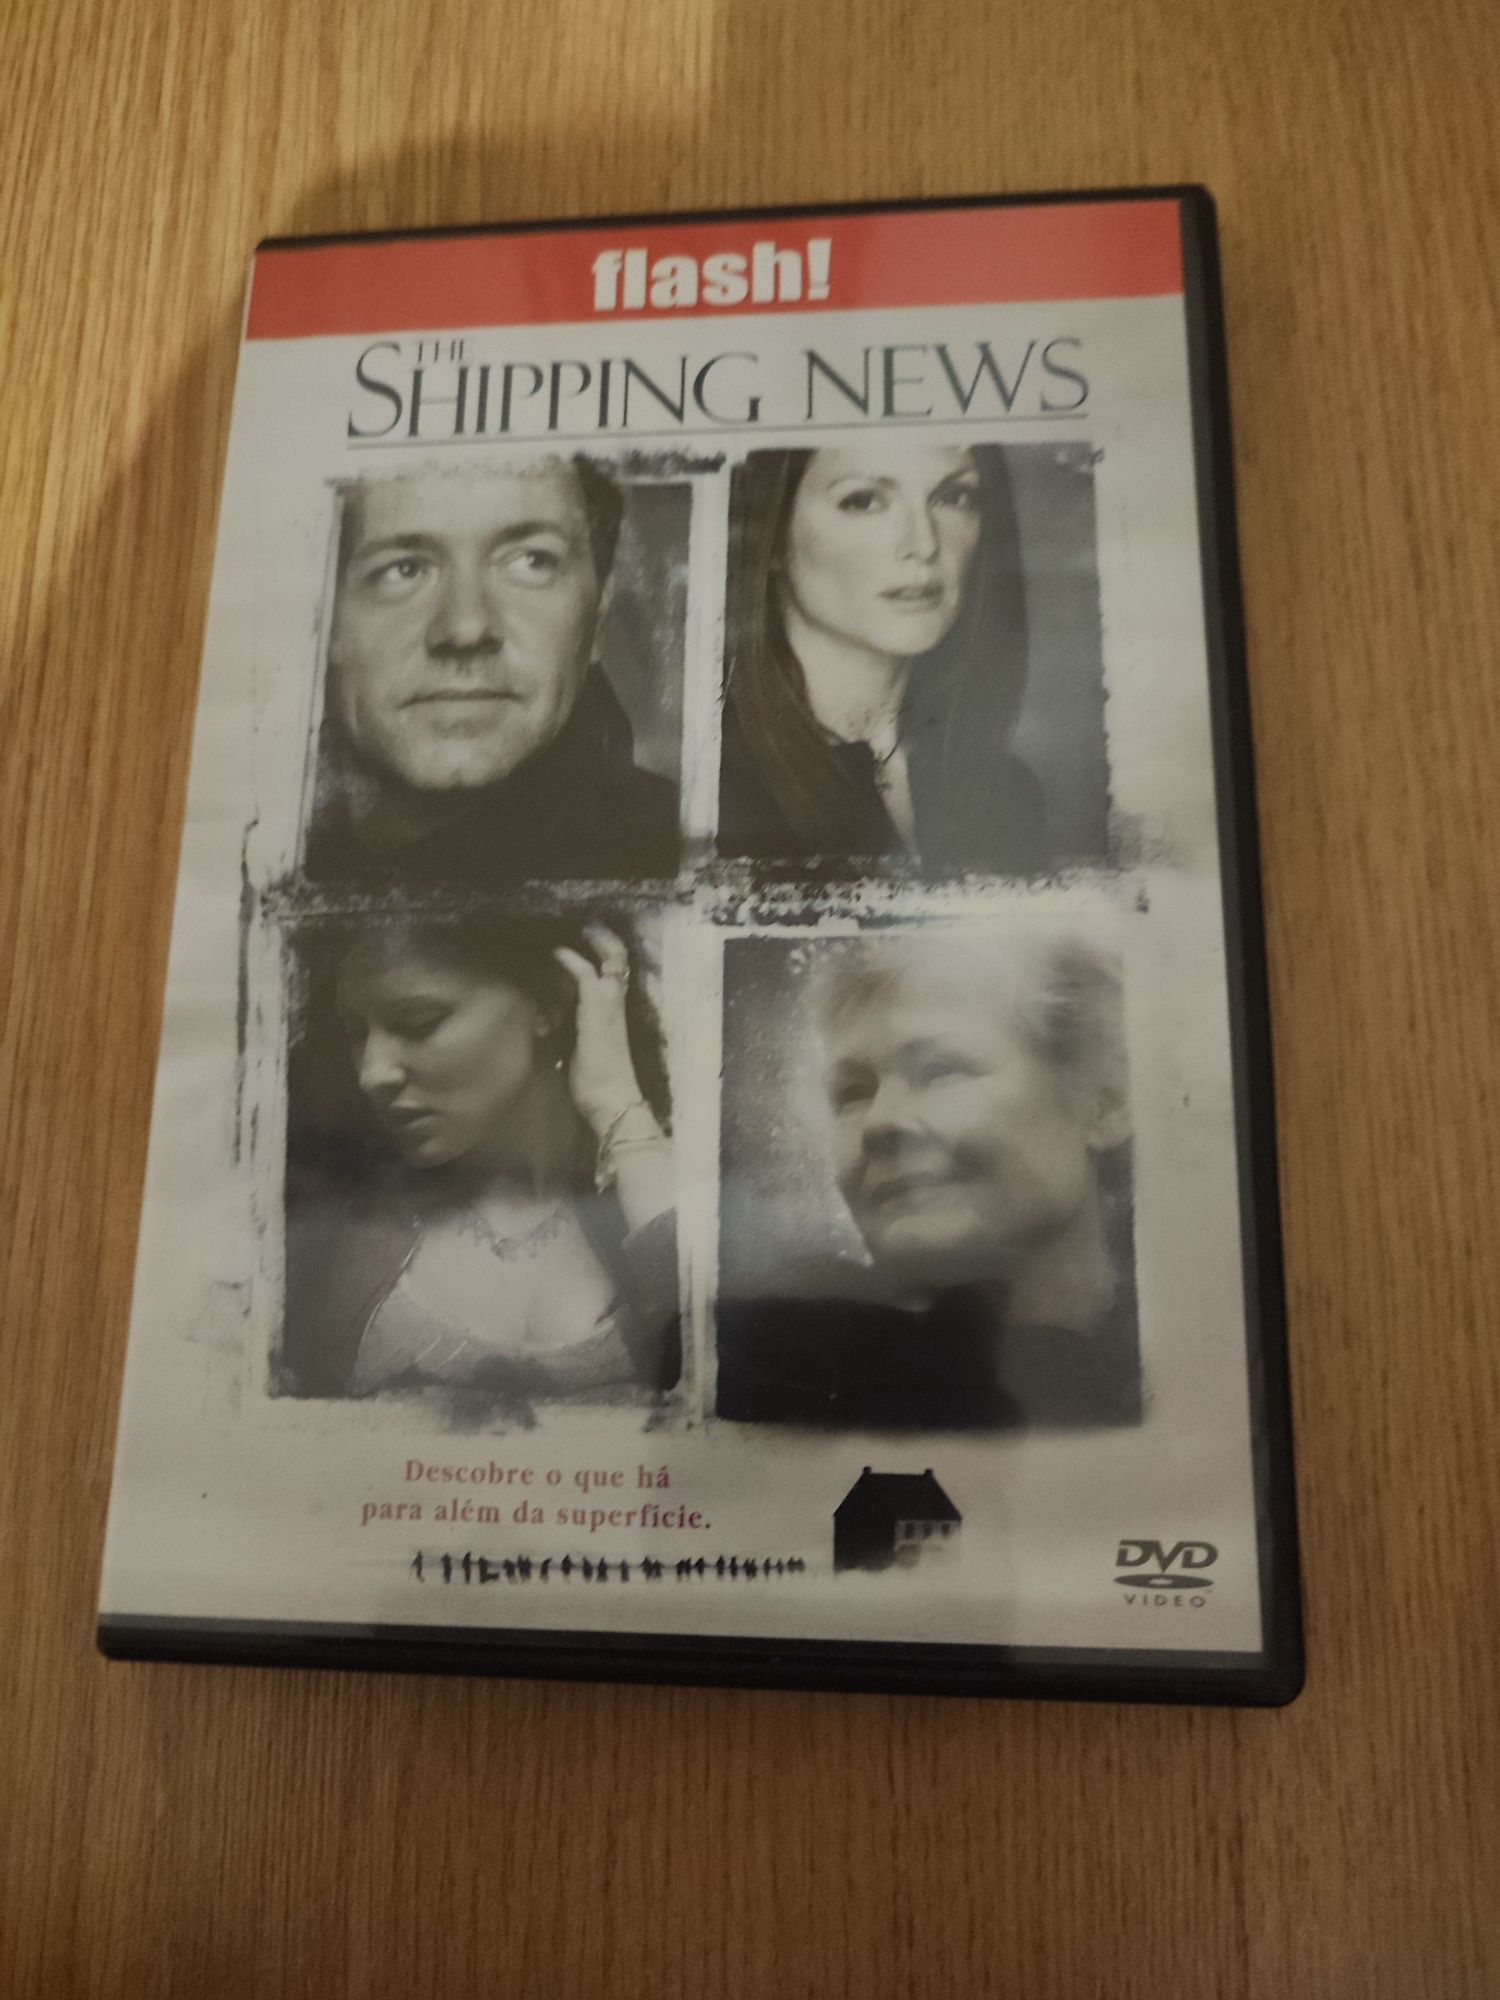 flash!
THE
SHIPPING NEWS
Descobre o que há
para além da superfície.
DVD
VIDEO